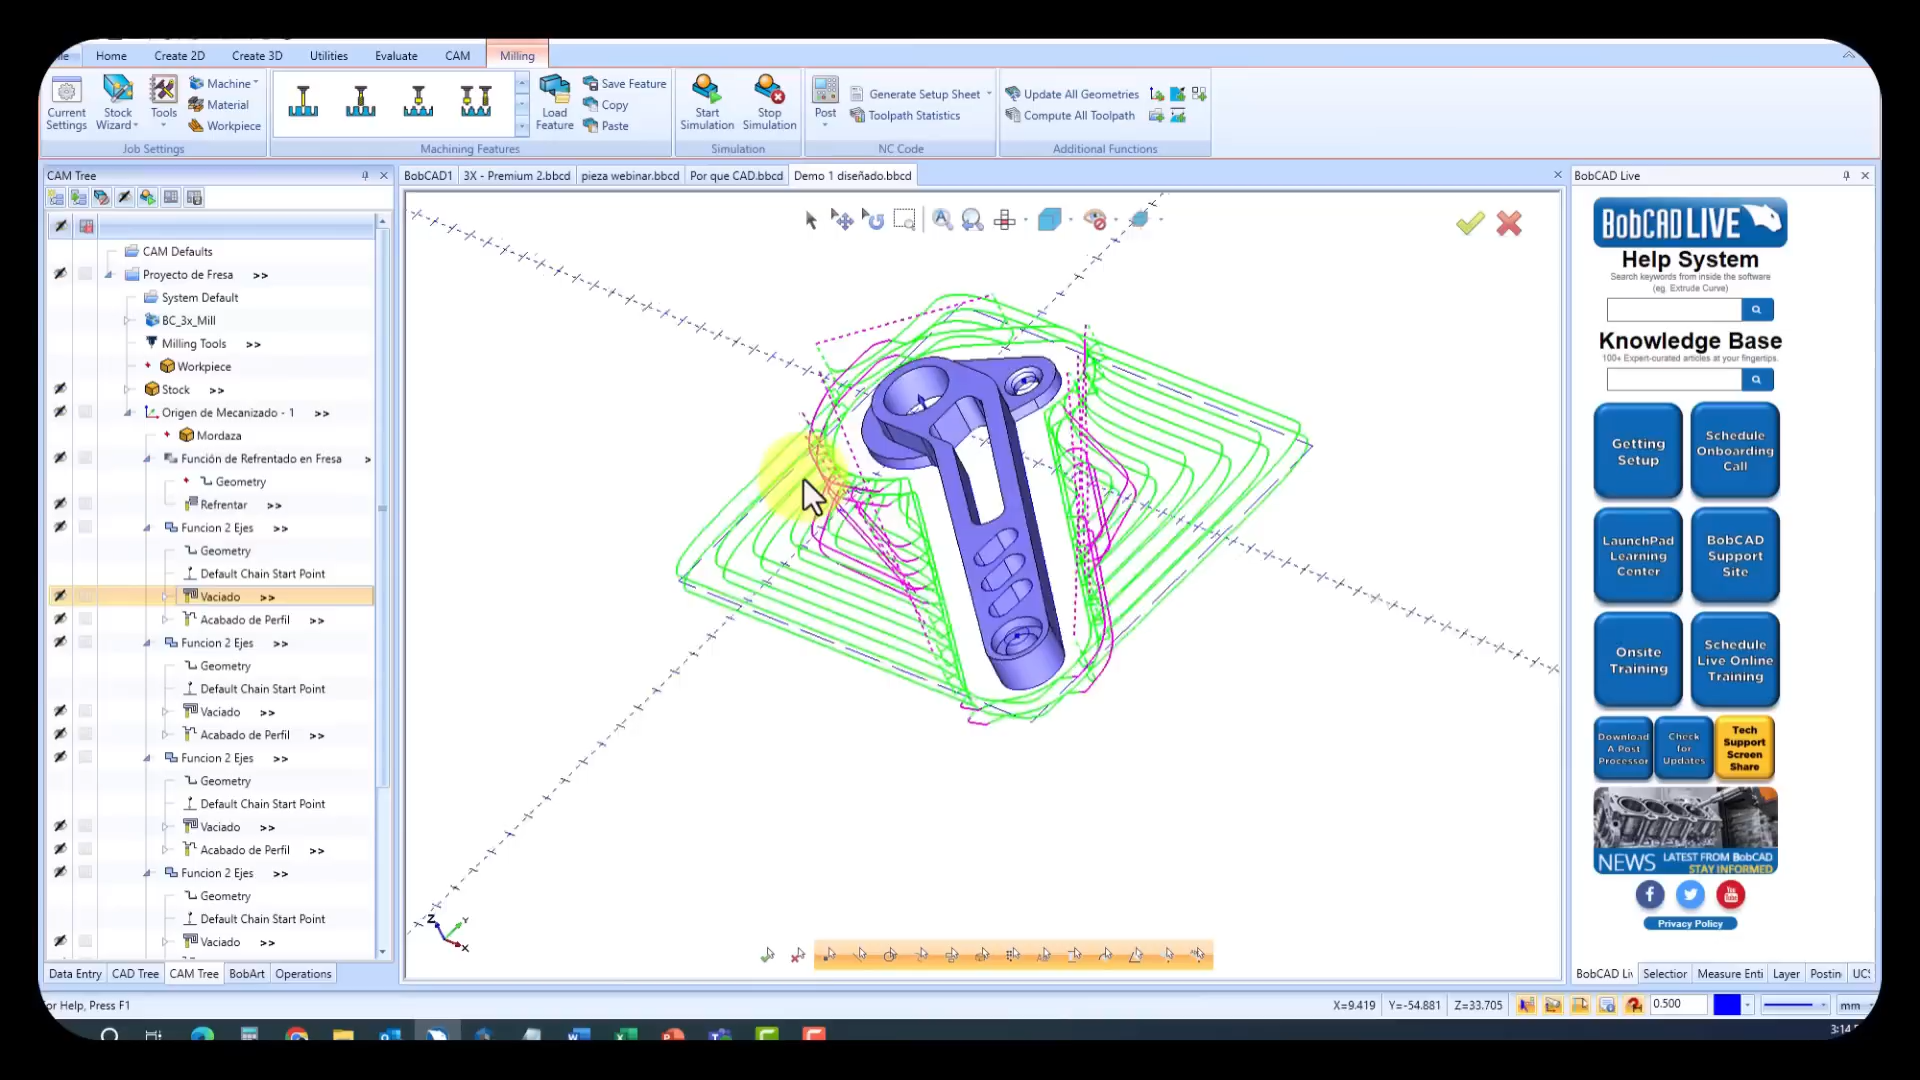 Home Create 2D Create 3D Utilities Evaluate CAM Milling
Current Settings
Stock Wizard
Tools
Machine
Material
Workpiece
Job Settings
Load Feature
Save Feature
Copy
Paste
Machining Features
Start Simulation
Stop Simulation
Simulation
Post
Generate Setup Sheet
Toolpath Statistics
NC Code
Update All Geometries
Compute All Toolpath
Additional Functions
CAM Tree
BobCAD1 3X - Premium 2.bbcd pieza webinar.bbcd Por que CAD.bbcd Demo 1 diseñado.bbcd
BobCAD Live
CAM Defaults
Proyecto de Fresa >>
System Default
BC_3x_Mill
Milling Tools >>
Workpiece
Stock >>
Origen de Mecanizado - 1 >>
Mordaza
Función de Refrentado en Fresa >
Geometry
Refrentar >>
Funcion 2 Ejes >>
Geometry
Default Chain Start Point
Vaciado >>
Acabado de Perfil >>
Funcion 2 Ejes >>
Geometry
Default Chain Start Point
Vaciado >>
Acabado de Perfil >>
Funcion 2 Ejes >>
Geometry
Default Chain Start Point
Vaciado >>
Acabado de Perfil >>
Funcion 2 Ejes >>
Geometry
Default Chain Start Point
Vaciado >>
Data Entry CAD Tree CAM Tree BobArt Operations
Z Y X
BOBCAD LIVE
Help System
Search keywords from inside the software
(eg. Extrude Curve)
Knowledge Base
100+ Expert-curated articles at your fingertips.
Getting Setup
Schedule Onboarding Call
LaunchPad Learning Center
BobCAD Support Site
Onsite Training
Schedule Live Online Training
Download A Post Processor
Check for Updates
Tech Support Screen Share
NEWS LATEST FROM BobCAD
STAY INFORMED
You Tube
Privacy Policy
BobCAD Li Selection Measure Enti Layer Postin UCS
or Help, Press F1
X=9.419 Y=-54.881 Z=33.705 0.500 mm
3:14